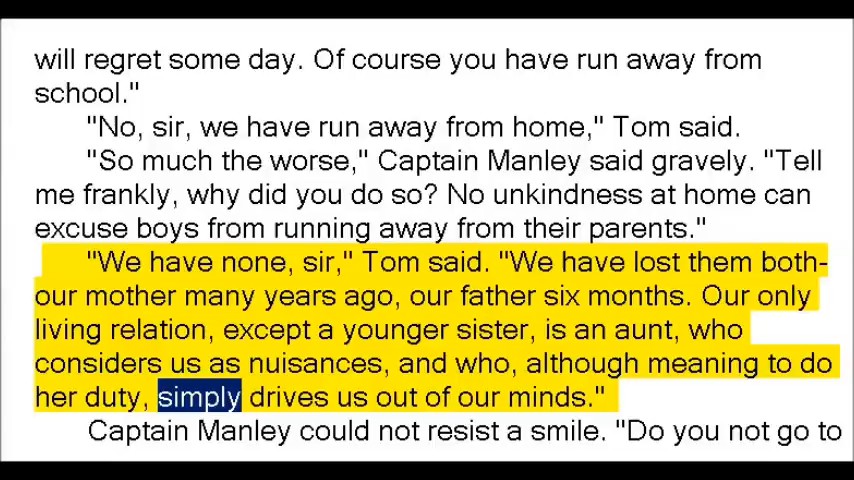 will regret some day. Of course you have run away from
school."
"No, sir, we have run away from home," Tom said.
"So much the worse," Captain Manley said gravely. "Tell
me frankly, why did you do so? No unkindness at home can
excuse boys from running away from their parents."
"We have none, sir," Tom said. "We have lost them both-
our mother many years ago, our father six months. Our only
living relation, except a younger sister, is an aunt, who
considers us as nuisances, and who, although meaning to do
her duty, simply drives us out of our minds."
Captain Manley could not resist a smile. "Do you not go to